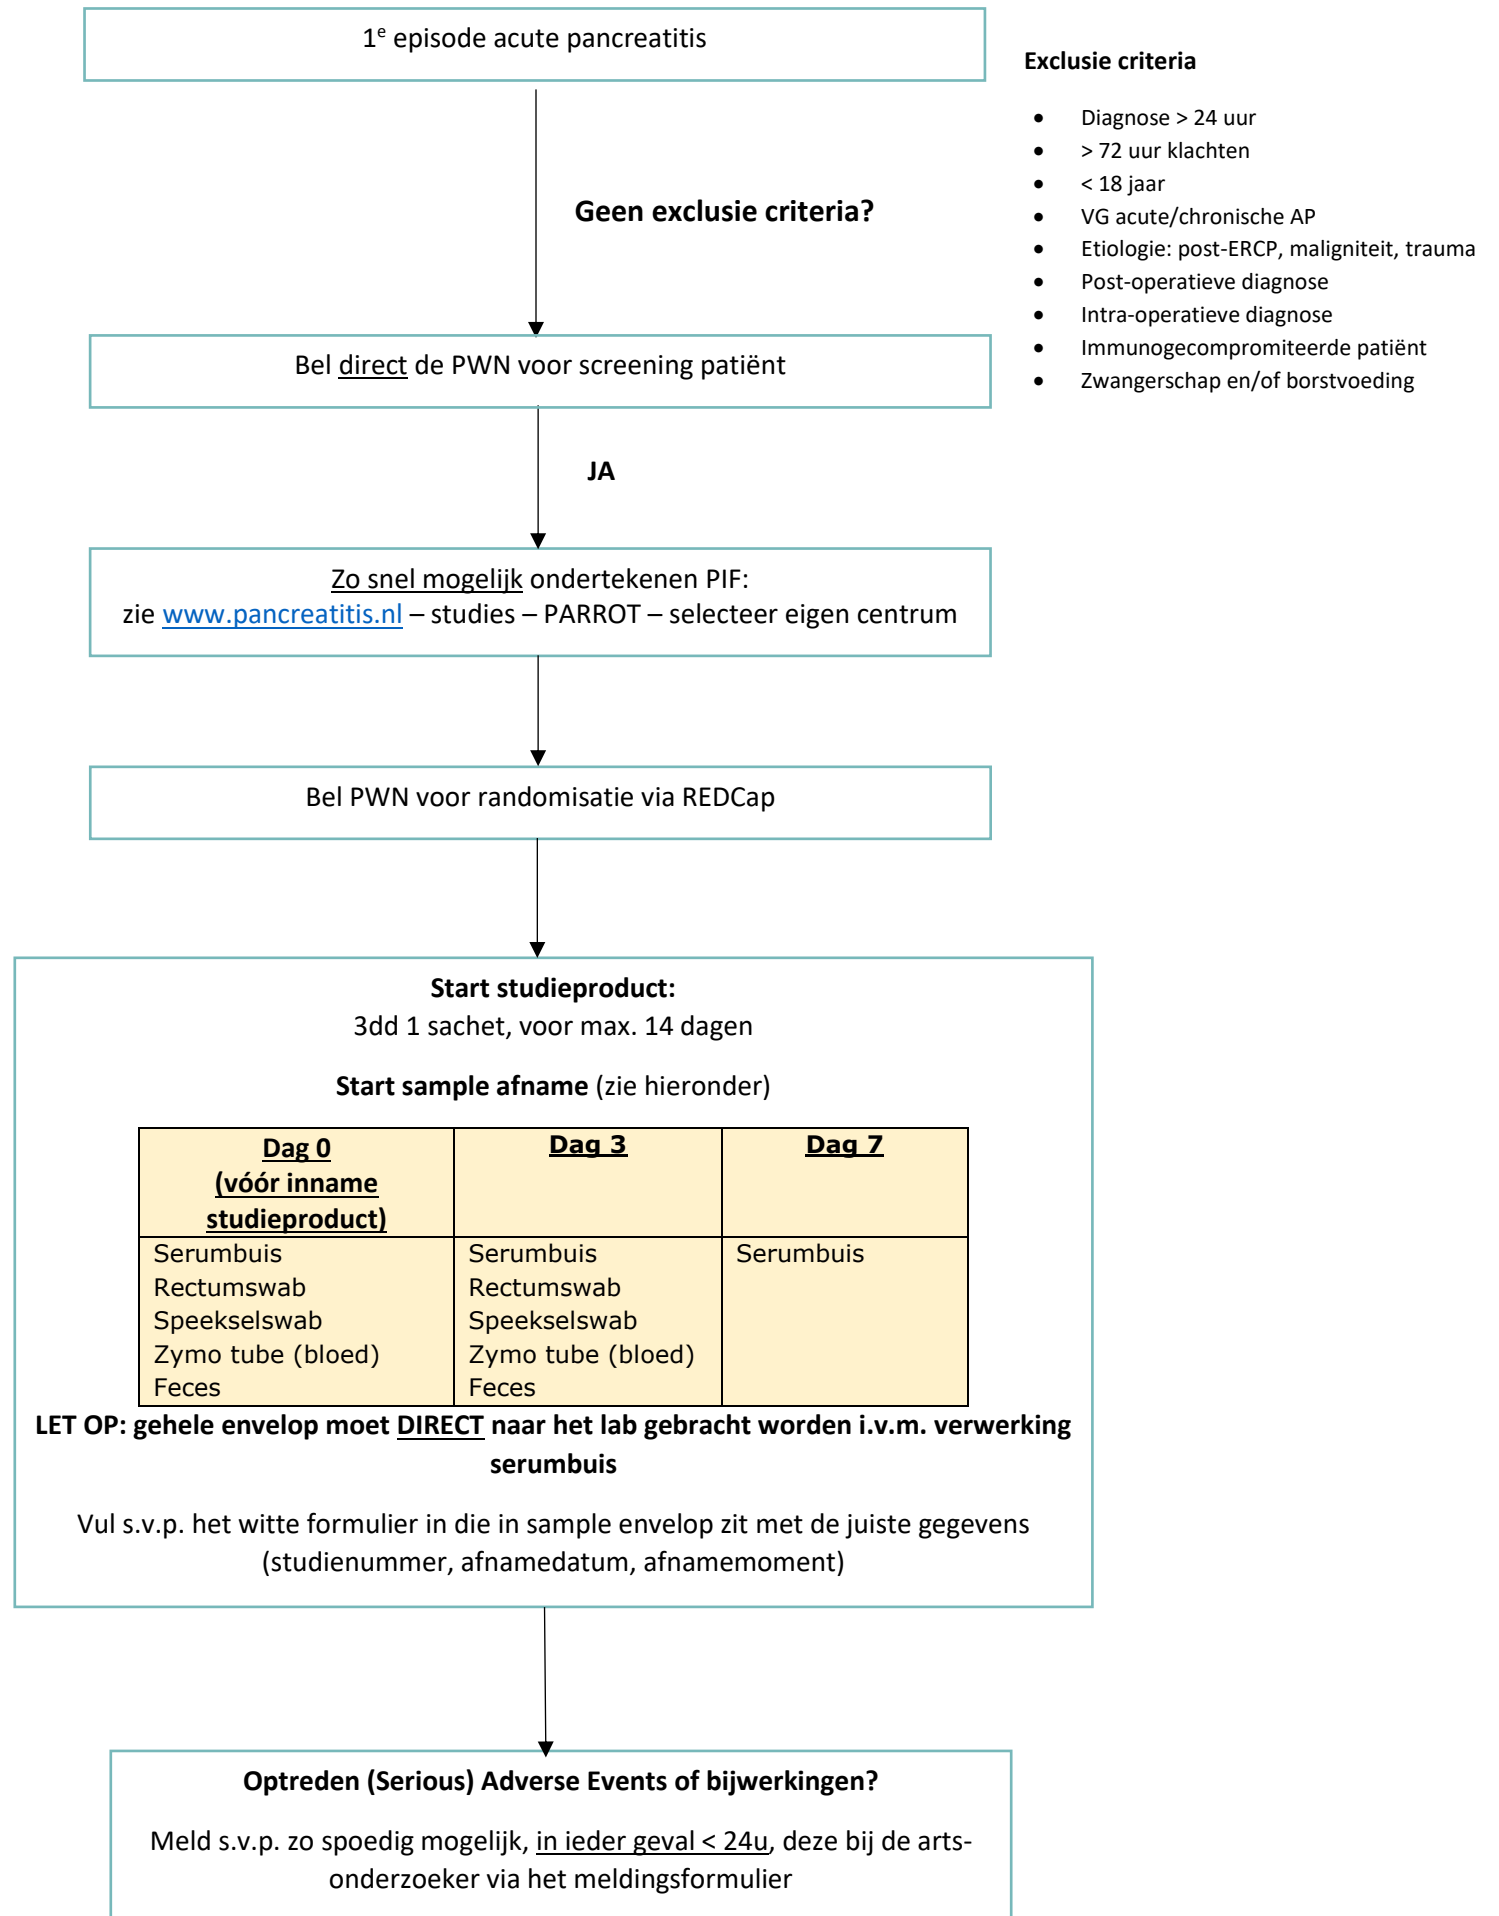 1e episode acute pancreatitis
Exclusie criteria
• Diagnose > 24 uur
• > 72 uur klachten
• < 18 jaar
• VG acute/chronische AP
• Etiologie: post-ERCP, maligniteit, trauma
• Post-operatieve diagnose
• Intra-operatieve diagnose
• Immunogecompromiteerde patiënt
• Zwangerschap en/of borstvoeding
Geen exclusie criteria?
Bel direct de PWN voor screening patiënt
JA
Zo snel mogelijk ondertekenen PIF:
zie www.pancreatitis.nl – studies – PARROT – selecteer eigen centrum
Bel PWN voor randomisatie via REDCap
Start studieproduct:
3dd 1 sachet, voor max. 14 dagen
Start sample afname (zie hieronder)
Dag 0
(vóór inname
studieproduct)
Dag 3
Dag 7
Serumbuis
Rectumswab
Speekselswab
Zymo tube (bloed)
Feces
Serumbuis
Rectumswab
Speekselswab
Zymo tube (bloed)
Feces
Serumbuis
LET OP: gehele envelop moet DIRECT naar het lab gebracht worden i.v.m. verwerking
serumbuis
Vul s.v.p. het witte formulier in die in sample envelop zit met de juiste gegevens
(studienummer, afnamedatum, afnamemoment)
Optreden (Serious) Adverse Events of bijwerkingen?
Meld s.v.p. zo spoedig mogelijk, in ieder geval < 24u, deze bij de arts-
onderzoeker via het meldingsformulier